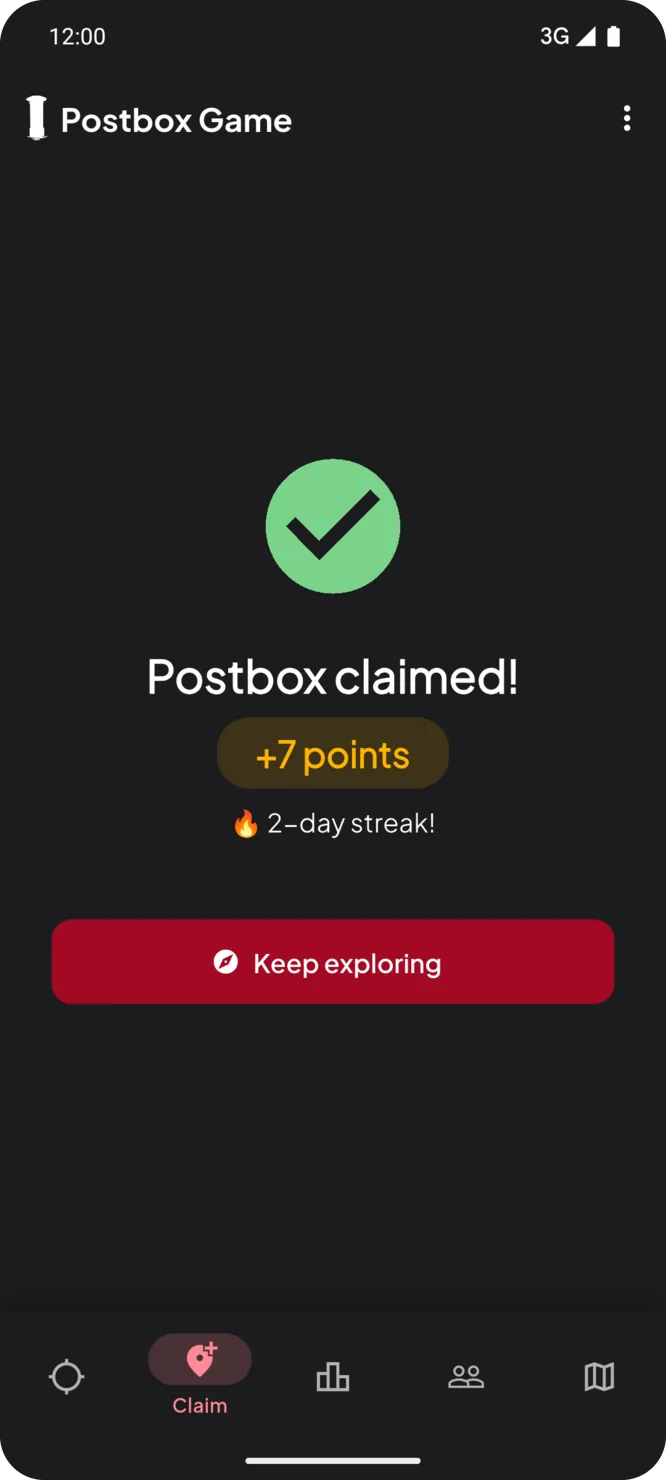 12:00 3G
Postbox Game
Postbox claimed!
+7 points
🔥 2-day streak!
Keep exploring
Claim